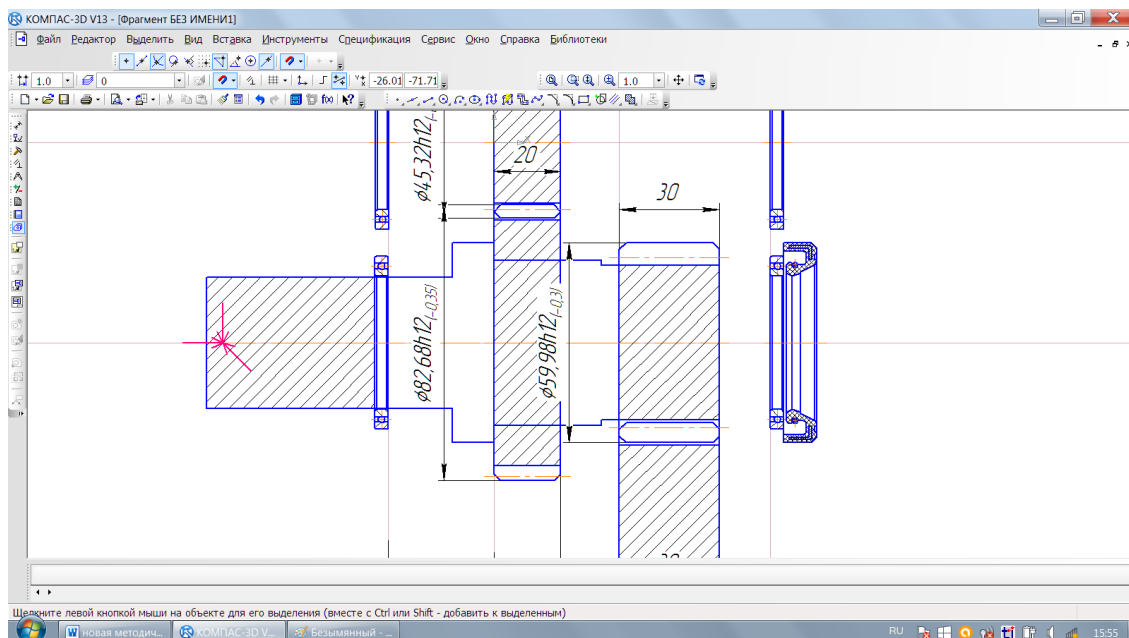 КОМПАС-3D V13 - [Фрагмент БЕЗ ИМЕНИ1]
Файл Редактор Выделить Вид Вставка Инструменты Спецификация Сервис Окно Справка Библиотеки
1.0 0 -26.01 -71.71 1.0
ϕ45,32h12(-
20
30
ϕ82,68h12(-0,35)
ϕ59,98h12(-0,3)
Щелкните левой кнопкой мыши на объекте для его выделения (вместе с Ctrl или Shift - добавить к выделенным)
новая методич... КОМПАС-3D V... Безымянный - ... RU 15:55